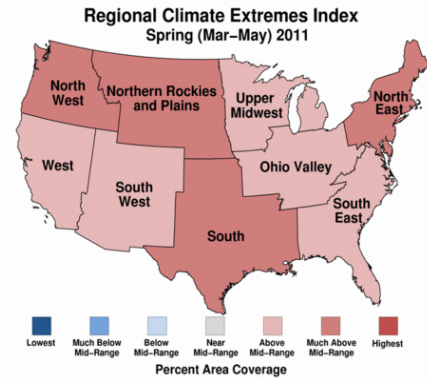 Regional Climate Extremes Index
Spring (Mar–May) 2011
North
West
Northern Rockies
and Plains
Upper
Midwest
North
East
West
South
West
Ohio Valley
South
East
South
Lowest
Much Below
Mid-Range
Below
Mid-Range
Near
Mid-Range
Above
Mid-Range
Much Above
Mid-Range
Highest
Percent Area Coverage